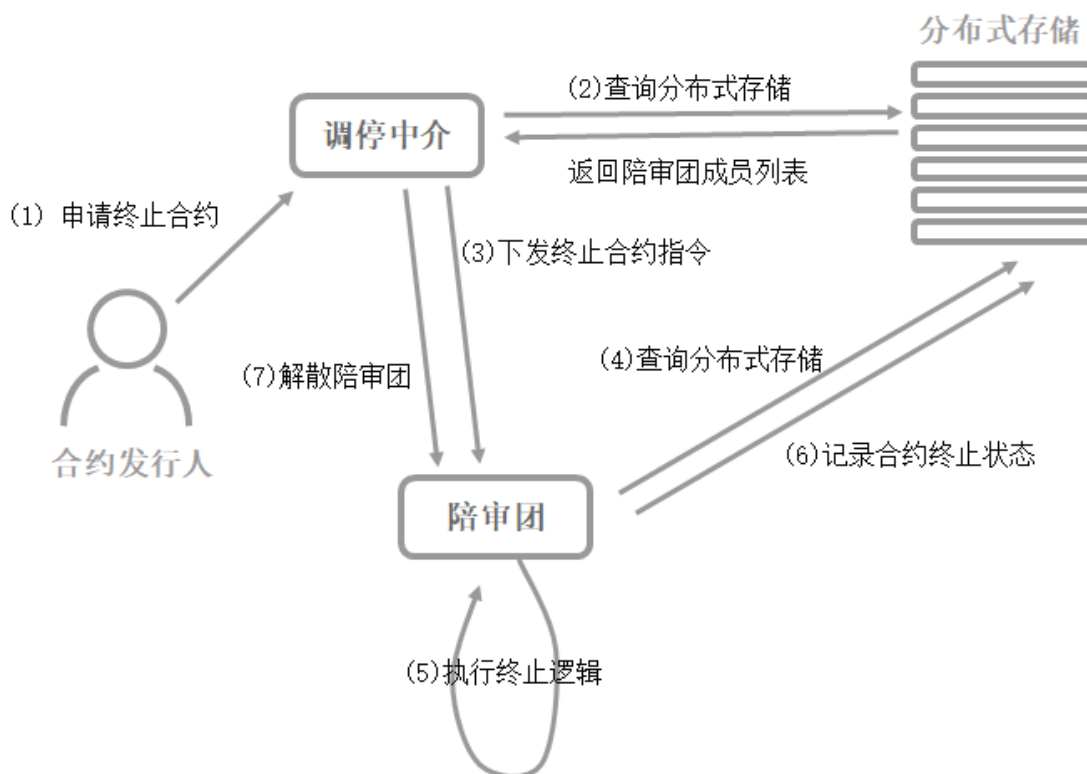 分布式存储
(2)查询分布式存储
调停中介
返回陪审团成员列表
(1) 申请终止合约
(3)下发终止合约指令
(4)查询分布式存储
(7)解散陪审团
合约发行人
(6)记录合约终止状态
陪审团
(5)执行终止逻辑